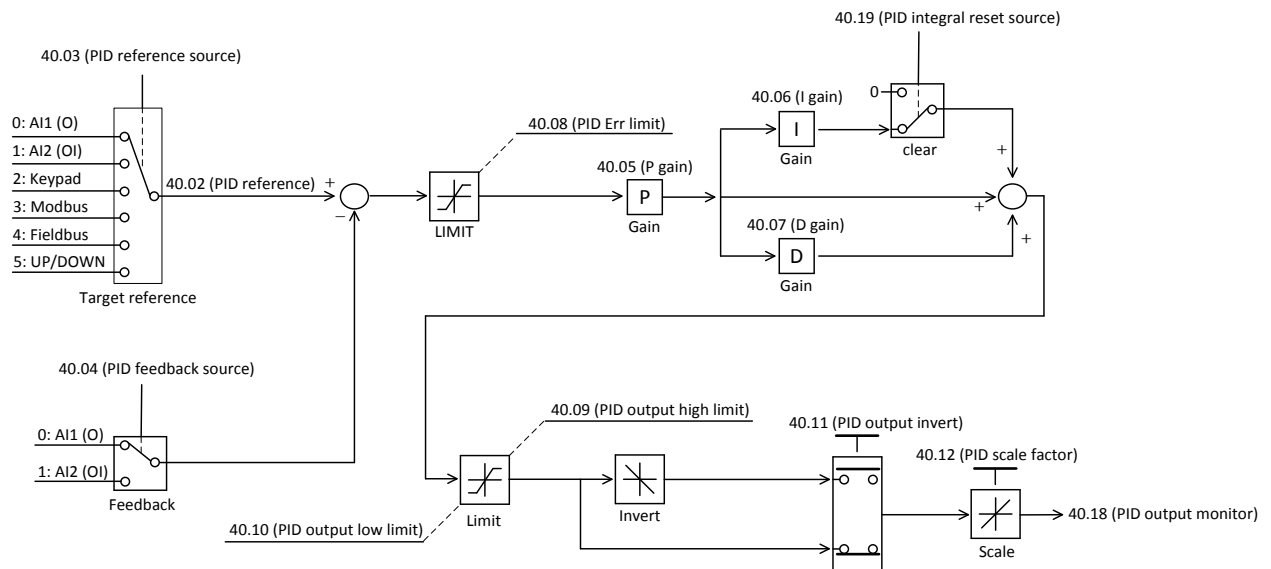 40.19 (PID integral reset source)
40.03 (PID reference source)
0
40.06 (I gain)
0: AI1 (O)
40.08 (PID Err limit)
I
1: AI2 (OI)
Gain
clear
40.05 (P gain)
+
2: Keypad
40.02 (PID reference)
+
P
+
3: Modbus
−
LIMIT
Gain
40.07 (D gain)
+
4: Fieldbus
D
5: UP/DOWN
Gain
Target reference
40.04 (PID feedback source)
40.09 (PID output high limit)
40.11 (PID output invert)
0: AI1 (O)
40.12 (PID scale factor)
1: AI2 (OI)
Feedback
Limit
Invert
40.18 (PID output monitor)
40.10 (PID output low limit)
Scale